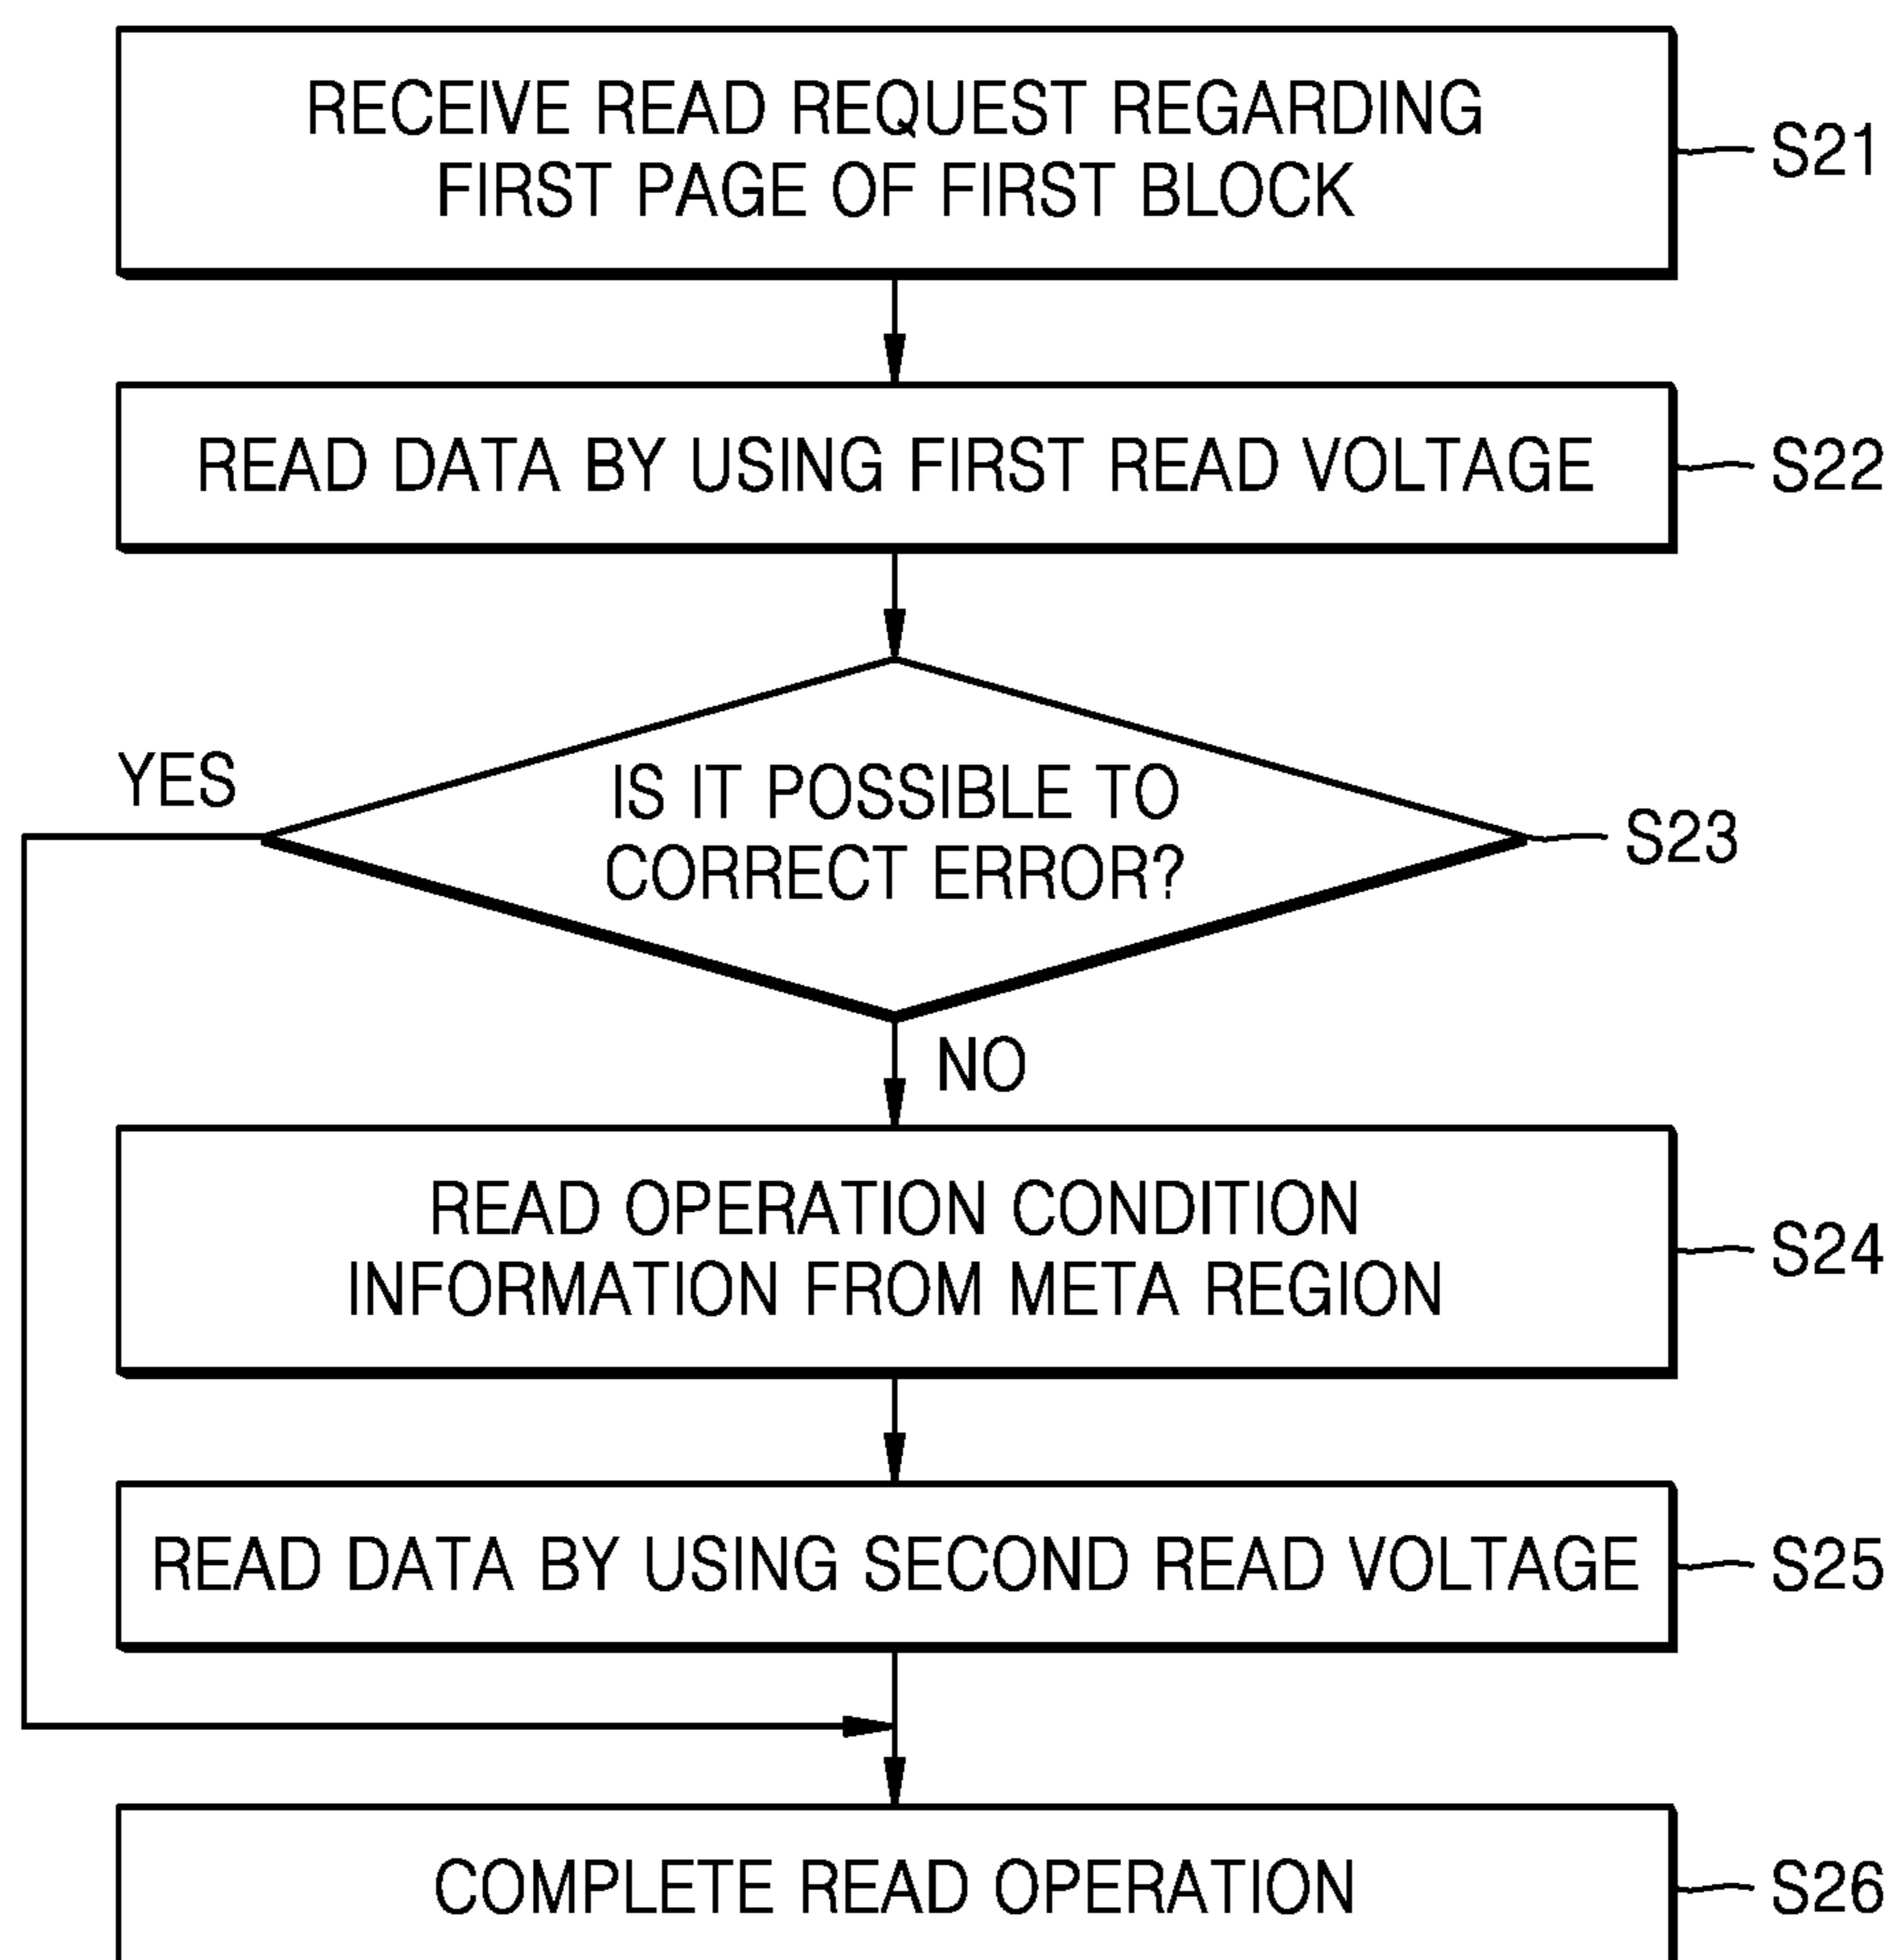 RECEIVE READ REQUEST REGARDING
FIRST PAGE OF FIRST BLOCK
S21
READ DATA BY USING FIRST READ VOLTAGE
S22
YES
IS IT POSSIBLE TO
CORRECT ERROR?
S23
NO
READ OPERATION CONDITION
INFORMATION FROM META REGION
S24
READ DATA BY USING SECOND READ VOLTAGE
S25
COMPLETE READ OPERATION
S26